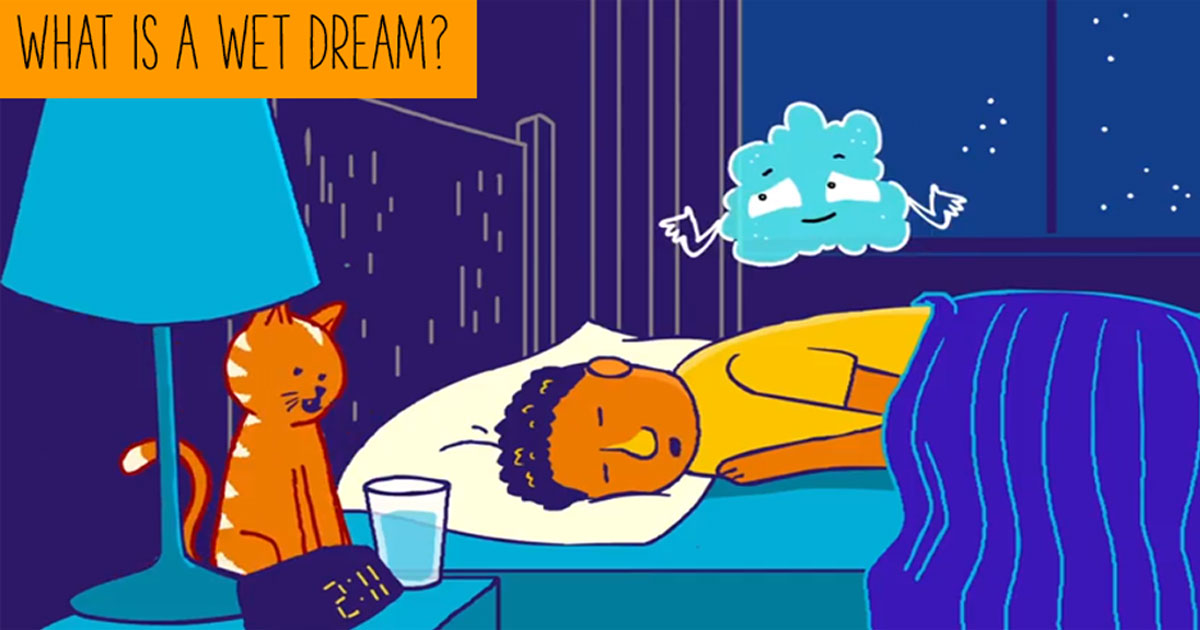 WHAT IS A WET DREAM?
2:11